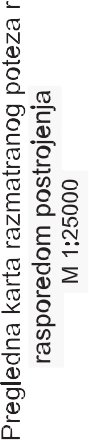 Pregledna karta razmatranog poteza r
rasporedom postrojenja
M 1:25000